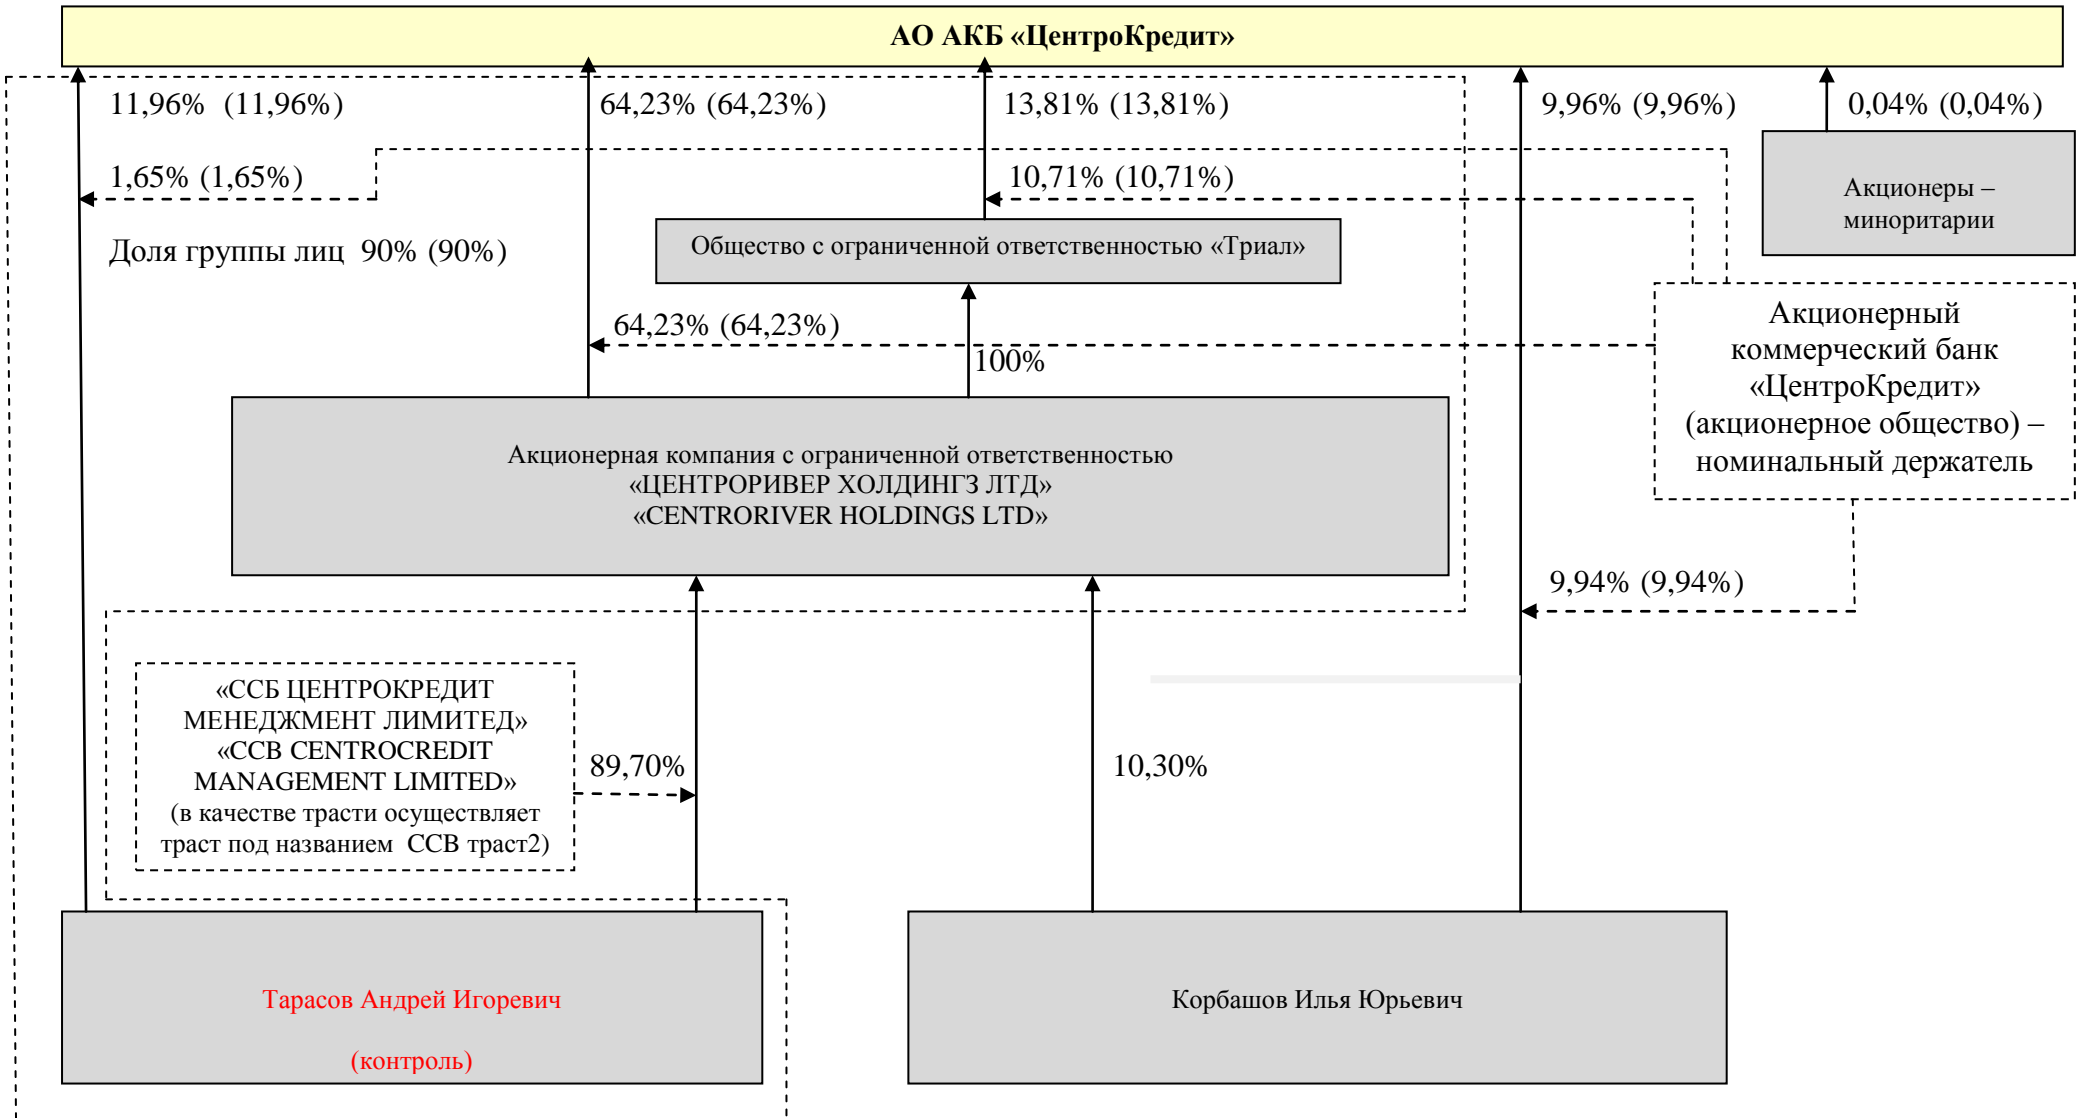 АО АКБ «ЦентроКредит»
11,96%  (11,96%)
64,23% (64,23%)
13,81% (13,81%)
9,96% (9,96%)
0,04% (0,04%)
1,65% (1,65%)
10,71% (10,71%)
Акционеры –
миноритарии
Доля группы лиц  90% (90%)
Общество с ограниченной ответственностью «Триал»
64,23% (64,23%)
100%
Акционерный
коммерческий банк
«ЦентроКредит»
(акционерное общество) –
номинальный держатель
Акционерная компания с ограниченной ответственностью
«ЦЕНТРОРИВЕР ХОЛДИНГЗ ЛТД»
«CENTRORIVER HOLDINGS LTD»
9,94% (9,94%)
«ССБ ЦЕНТРОКРЕДИТ
МЕНЕДЖМЕНТ ЛИМИТЕД»
«CCB CENTROCREDIT
MANAGEMENT LIMITED»
(в качестве трасти осуществляет
траст под названием  ССВ траст2)
89,70%
10,30%
Тарасов Андрей Игоревич
(контроль)
Корбашов Илья Юрьевич